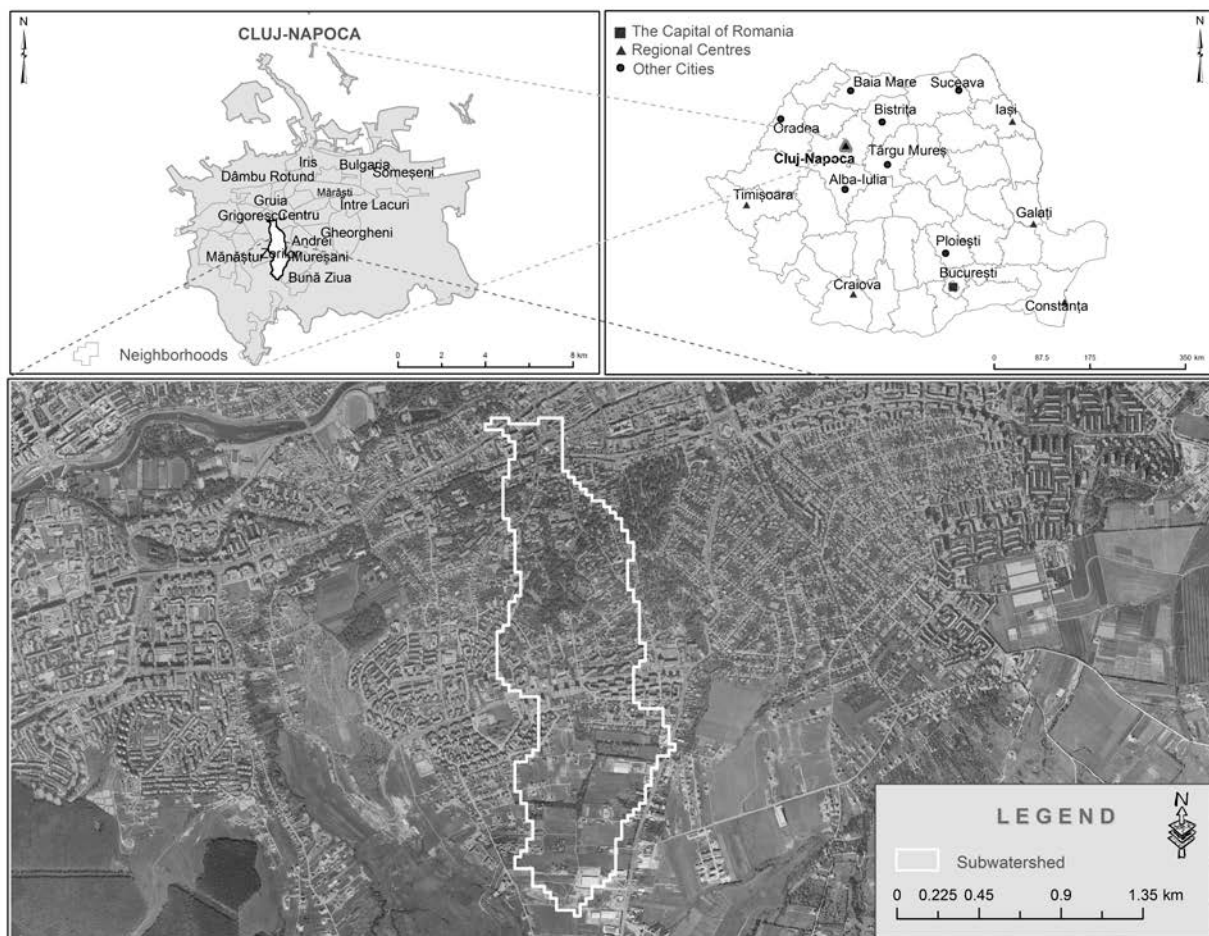 N
CLUJ-NAPOCA
Iris
Bulgaria
Someșeni
Dâmbu Rotund
Mărăști
Gruia
Între Lacuri
Grigorescu
Centru
Gheorgheni
Andrei
Mureșani
Zorilor
Mănăștur
Bună Ziua
Neighborhoods
0 2 4 6 8 km
N
The Capital of Romania
Regional Centres
Other Cities
Baia Mare
Suceava
Bistrița
Iași
Oradea
Cluj-Napoca
Târgu Mureș
Alba-Iulia
Timișoara
Galați
Ploiești
București
Craiova
Constanța
0 87.5 175 350 km
LEGEND
N
Subwatershed
0 0.225 0.45 0.9 1.35 km